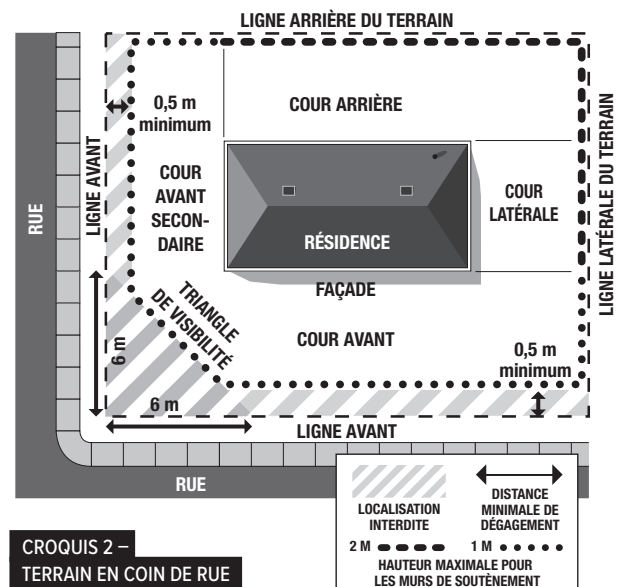 LIGNE ARRIÈRE DU TERRAIN
0,5 m
minimum
COUR ARRIÈRE
LIGNE AVANT
RUE
COUR
AVANT
SECON-
DAIRE
COUR
LATÉRALE
LIGNE LATÉRALE DU TERRAIN
RÉSIDENCE
FAÇADE
TRIANGLE
DE VISIBILITÉ
COUR AVANT
6 m
0,5 m
minimum
6 m
LIGNE AVANT
RUE
LOCALISATION
INTERDITE
DISTANCE
MINIMALE DE
DÉGAGEMENT
2 M
1 M
HAUTEUR MAXIMALE POUR
LES MURS DE SOUTÈNEMENT
CROQUIS 2 –
TERRAIN EN COIN DE RUE